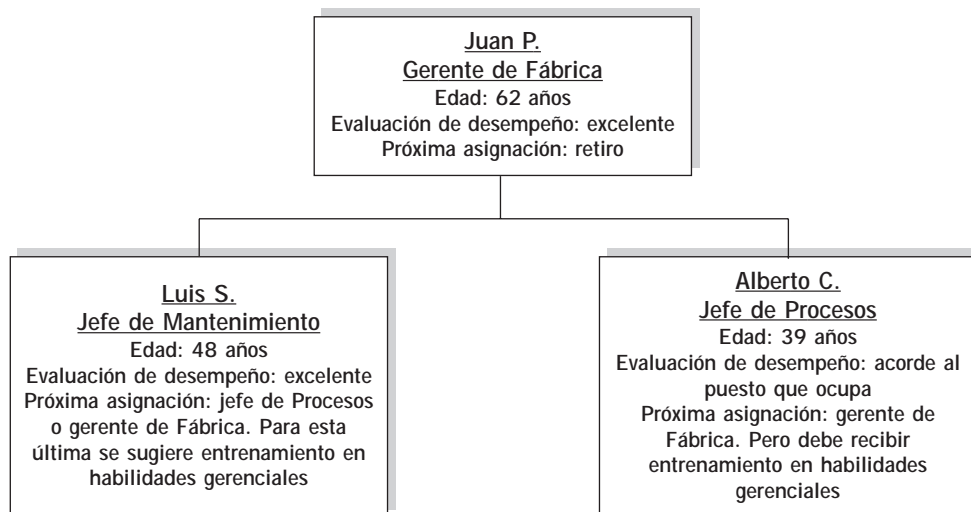 Juan P.
Gerente de Fábrica
Edad: 62 años
Evaluación de desempeño: excelente
Próxima asignación: retiro
Luis S.
Jefe de Mantenimiento
Edad: 48 años
Evaluación de desempeño: excelente
Próxima asignación: jefe de Procesos
o gerente de Fábrica. Para esta
última se sugiere entrenamiento en
habilidades gerenciales
Alberto C.
Jefe de Procesos
Edad: 39 años
Evaluación de desempeño: acorde al
puesto que ocupa
Próxima asignación: gerente de
Fábrica. Pero debe recibir
entrenamiento en habilidades
gerenciales